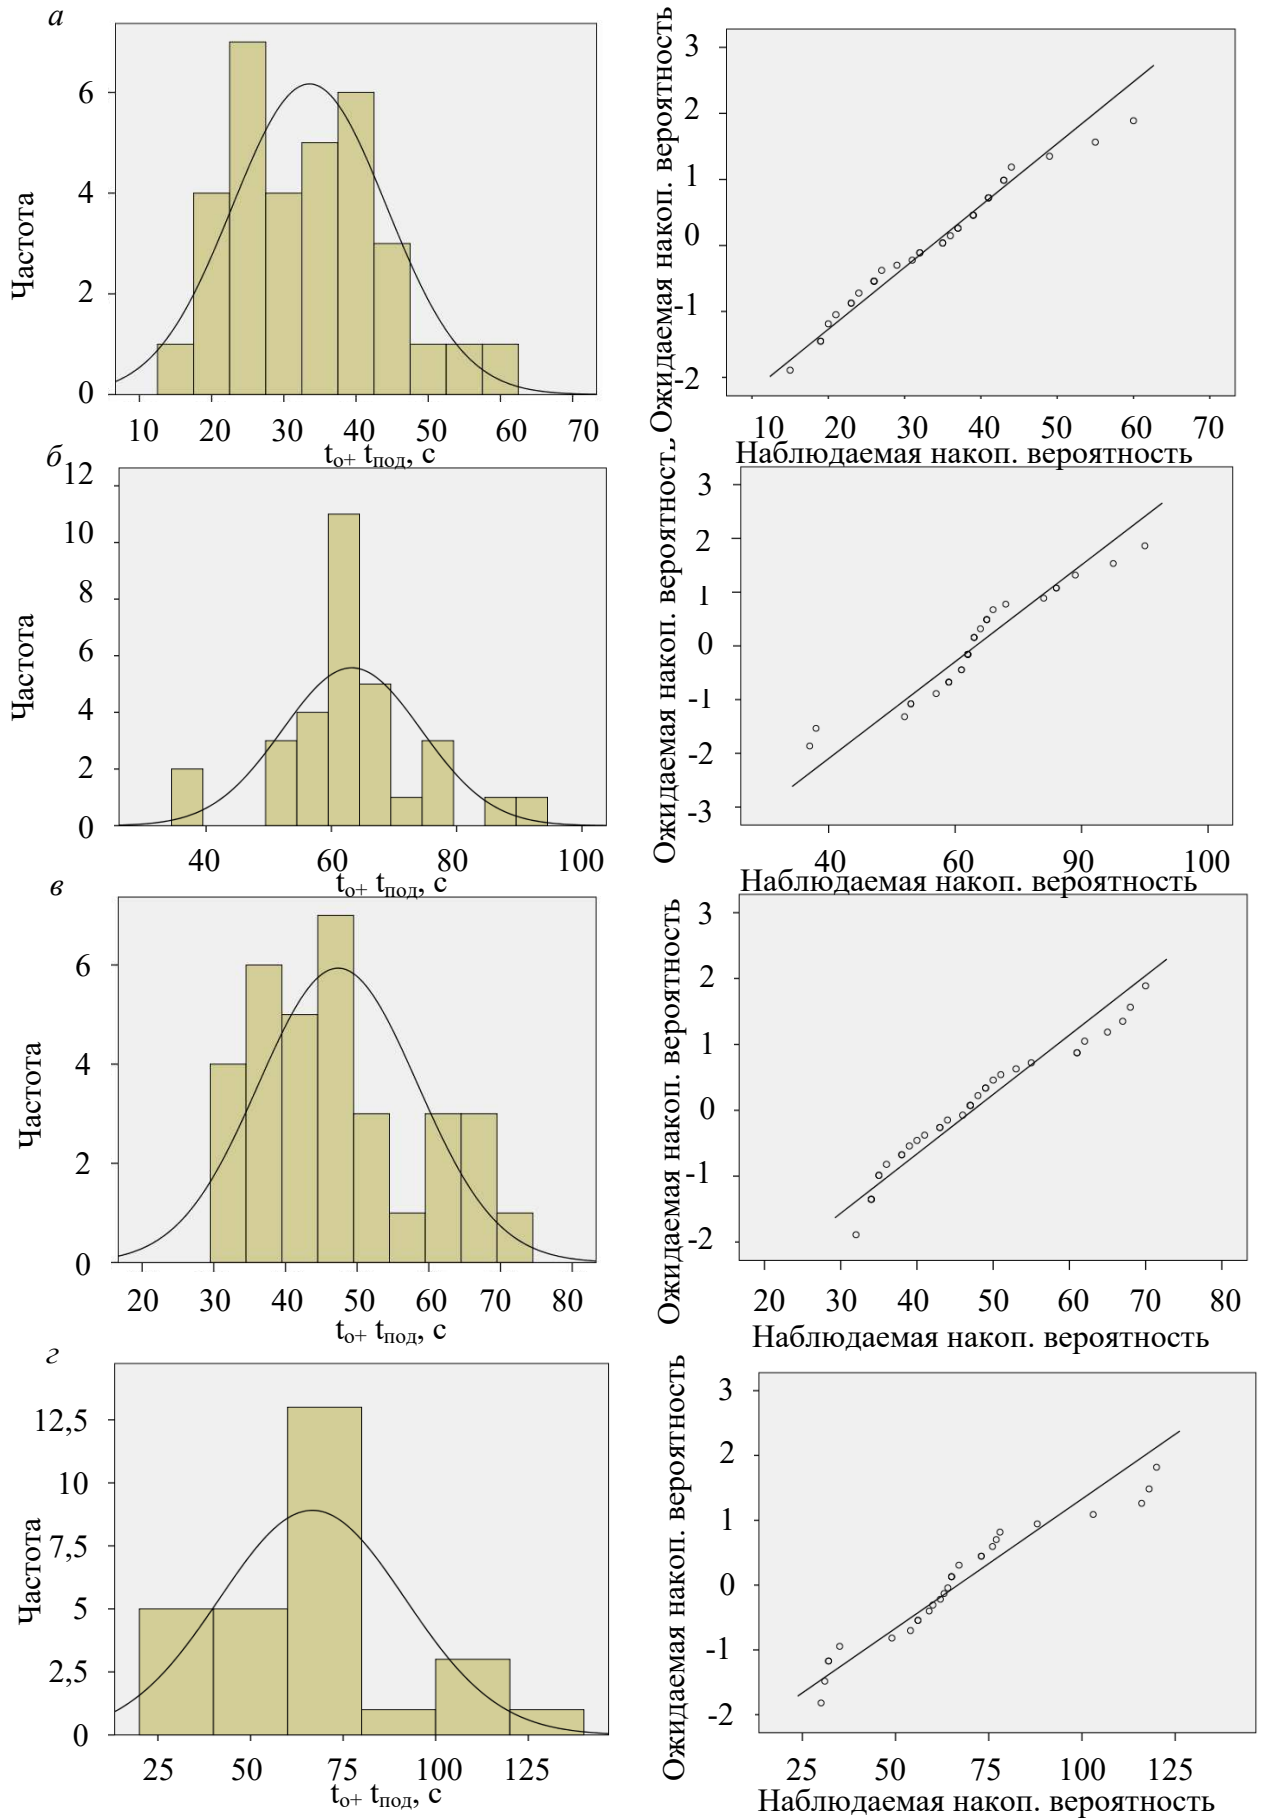 а
Частота
6
4
2
0
10 20 30 40 50 60 70
tо+ tпод, с
Ожидаемая накоп. вероятность
3
2
1
0
-1
-2
10 20 30 40 50 60 70
Наблюдаемая накоп. вероятность
б
Частота
12
10
8
6
4
2
0
40 60 80 100
tо+ tпод, с
Ожидаемая накоп. вероятность
3
2
1
0
-1
-2
-3
40 60 90 100
Наблюдаемая накоп. вероятность
в
Частота
6
4
2
0
20 30 40 50 60 70 80
tо+ tпод, с
Ожидаемая накоп. вероятность
3
2
1
0
-1
-2
20 30 40 50 60 70 80
Наблюдаемая накоп. вероятность
г
Частота
12,5
10
7,5
5
2,5
0
25 50 75 100 125
tо+ tпод, с
Ожидаемая накоп. вероятность
3
2
1
0
-1
-2
25 50 75 100 125
Наблюдаемая накоп. вероятность